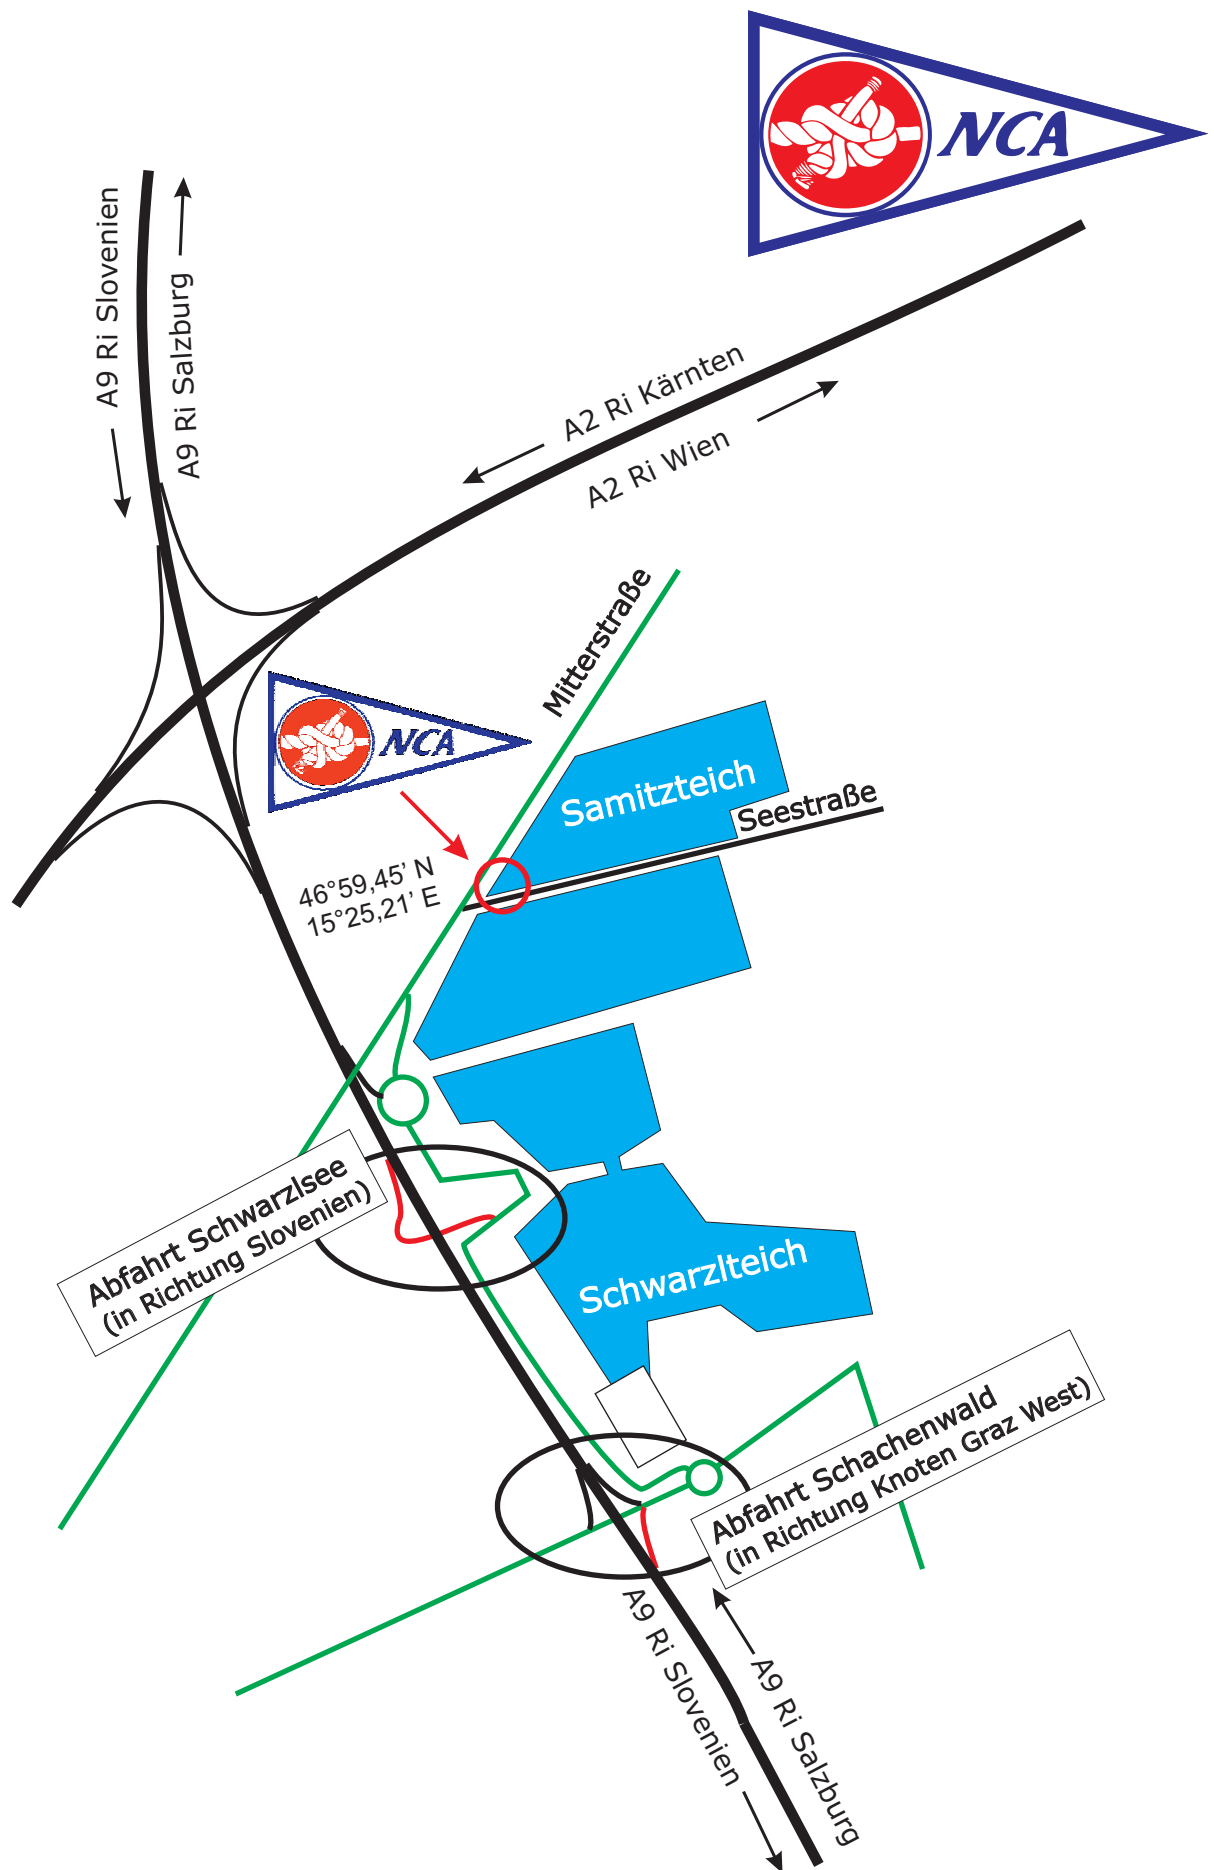 NCA
A9 Ri Slovenien
A9 Ri Salzburg
A2 Ri Kärnten
A2 Ri Wien
Mitterstraße
NCA
Samitzteich
Seestraße
46°59,45’ N
15°25,21’ E
Abfahrt Schwarzlsee
(in Richtung Slovenien)
Schwarzlteich
Abfahrt Schachenwald
(in Richtung Knoten Graz West)
A9 Ri Slovenien
A9 Ri Salzburg